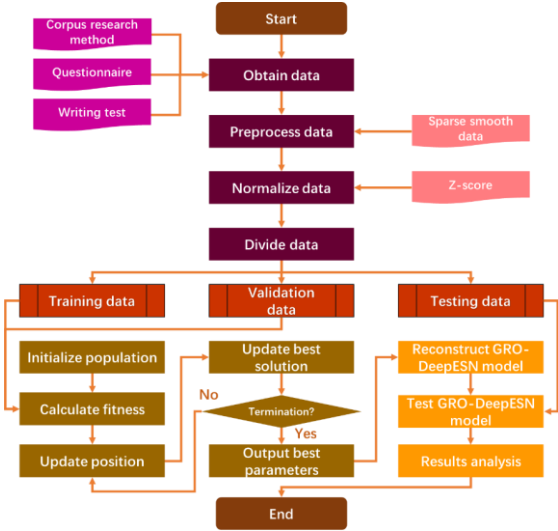 Start
Corpus research
method
Questionnaire
Writing test
Obtain data
Preprocess data
Sparse smooth
data
Normalize data
Z-score
Divide data
Training data
Validation
data
Testing data
Initialize population
Calculate fitness
Update position
Update best
solution
No
Termination?
Yes
Output best
parameters
Reconstruct GRO-
DeepESN model
Test GRO-DeepESN
model
Results analysis
End